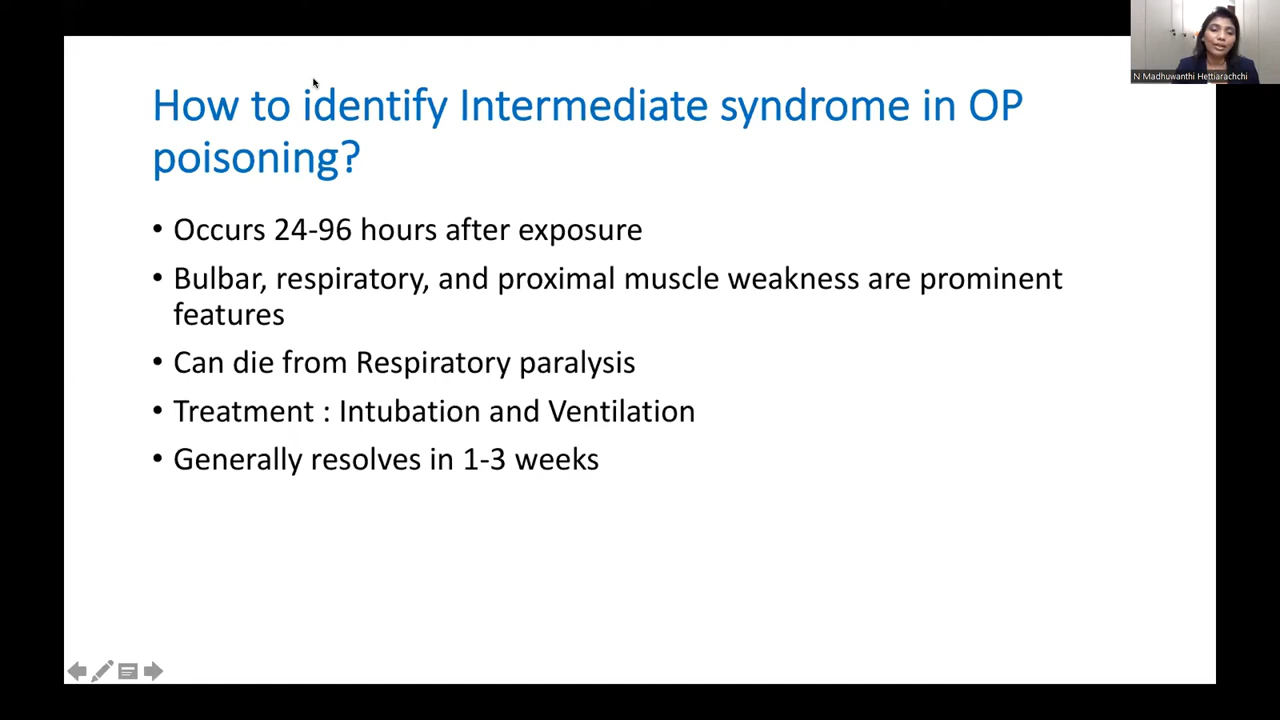 N Madhuwanthi Hettiarachchi
How to identify Intermediate syndrome in OP
poisoning?
• Occurs 24-96 hours after exposure
• Bulbar, respiratory, and proximal muscle weakness are prominent
features
• Can die from Respiratory paralysis
• Treatment : Intubation and Ventilation
• Generally resolves in 1-3 weeks